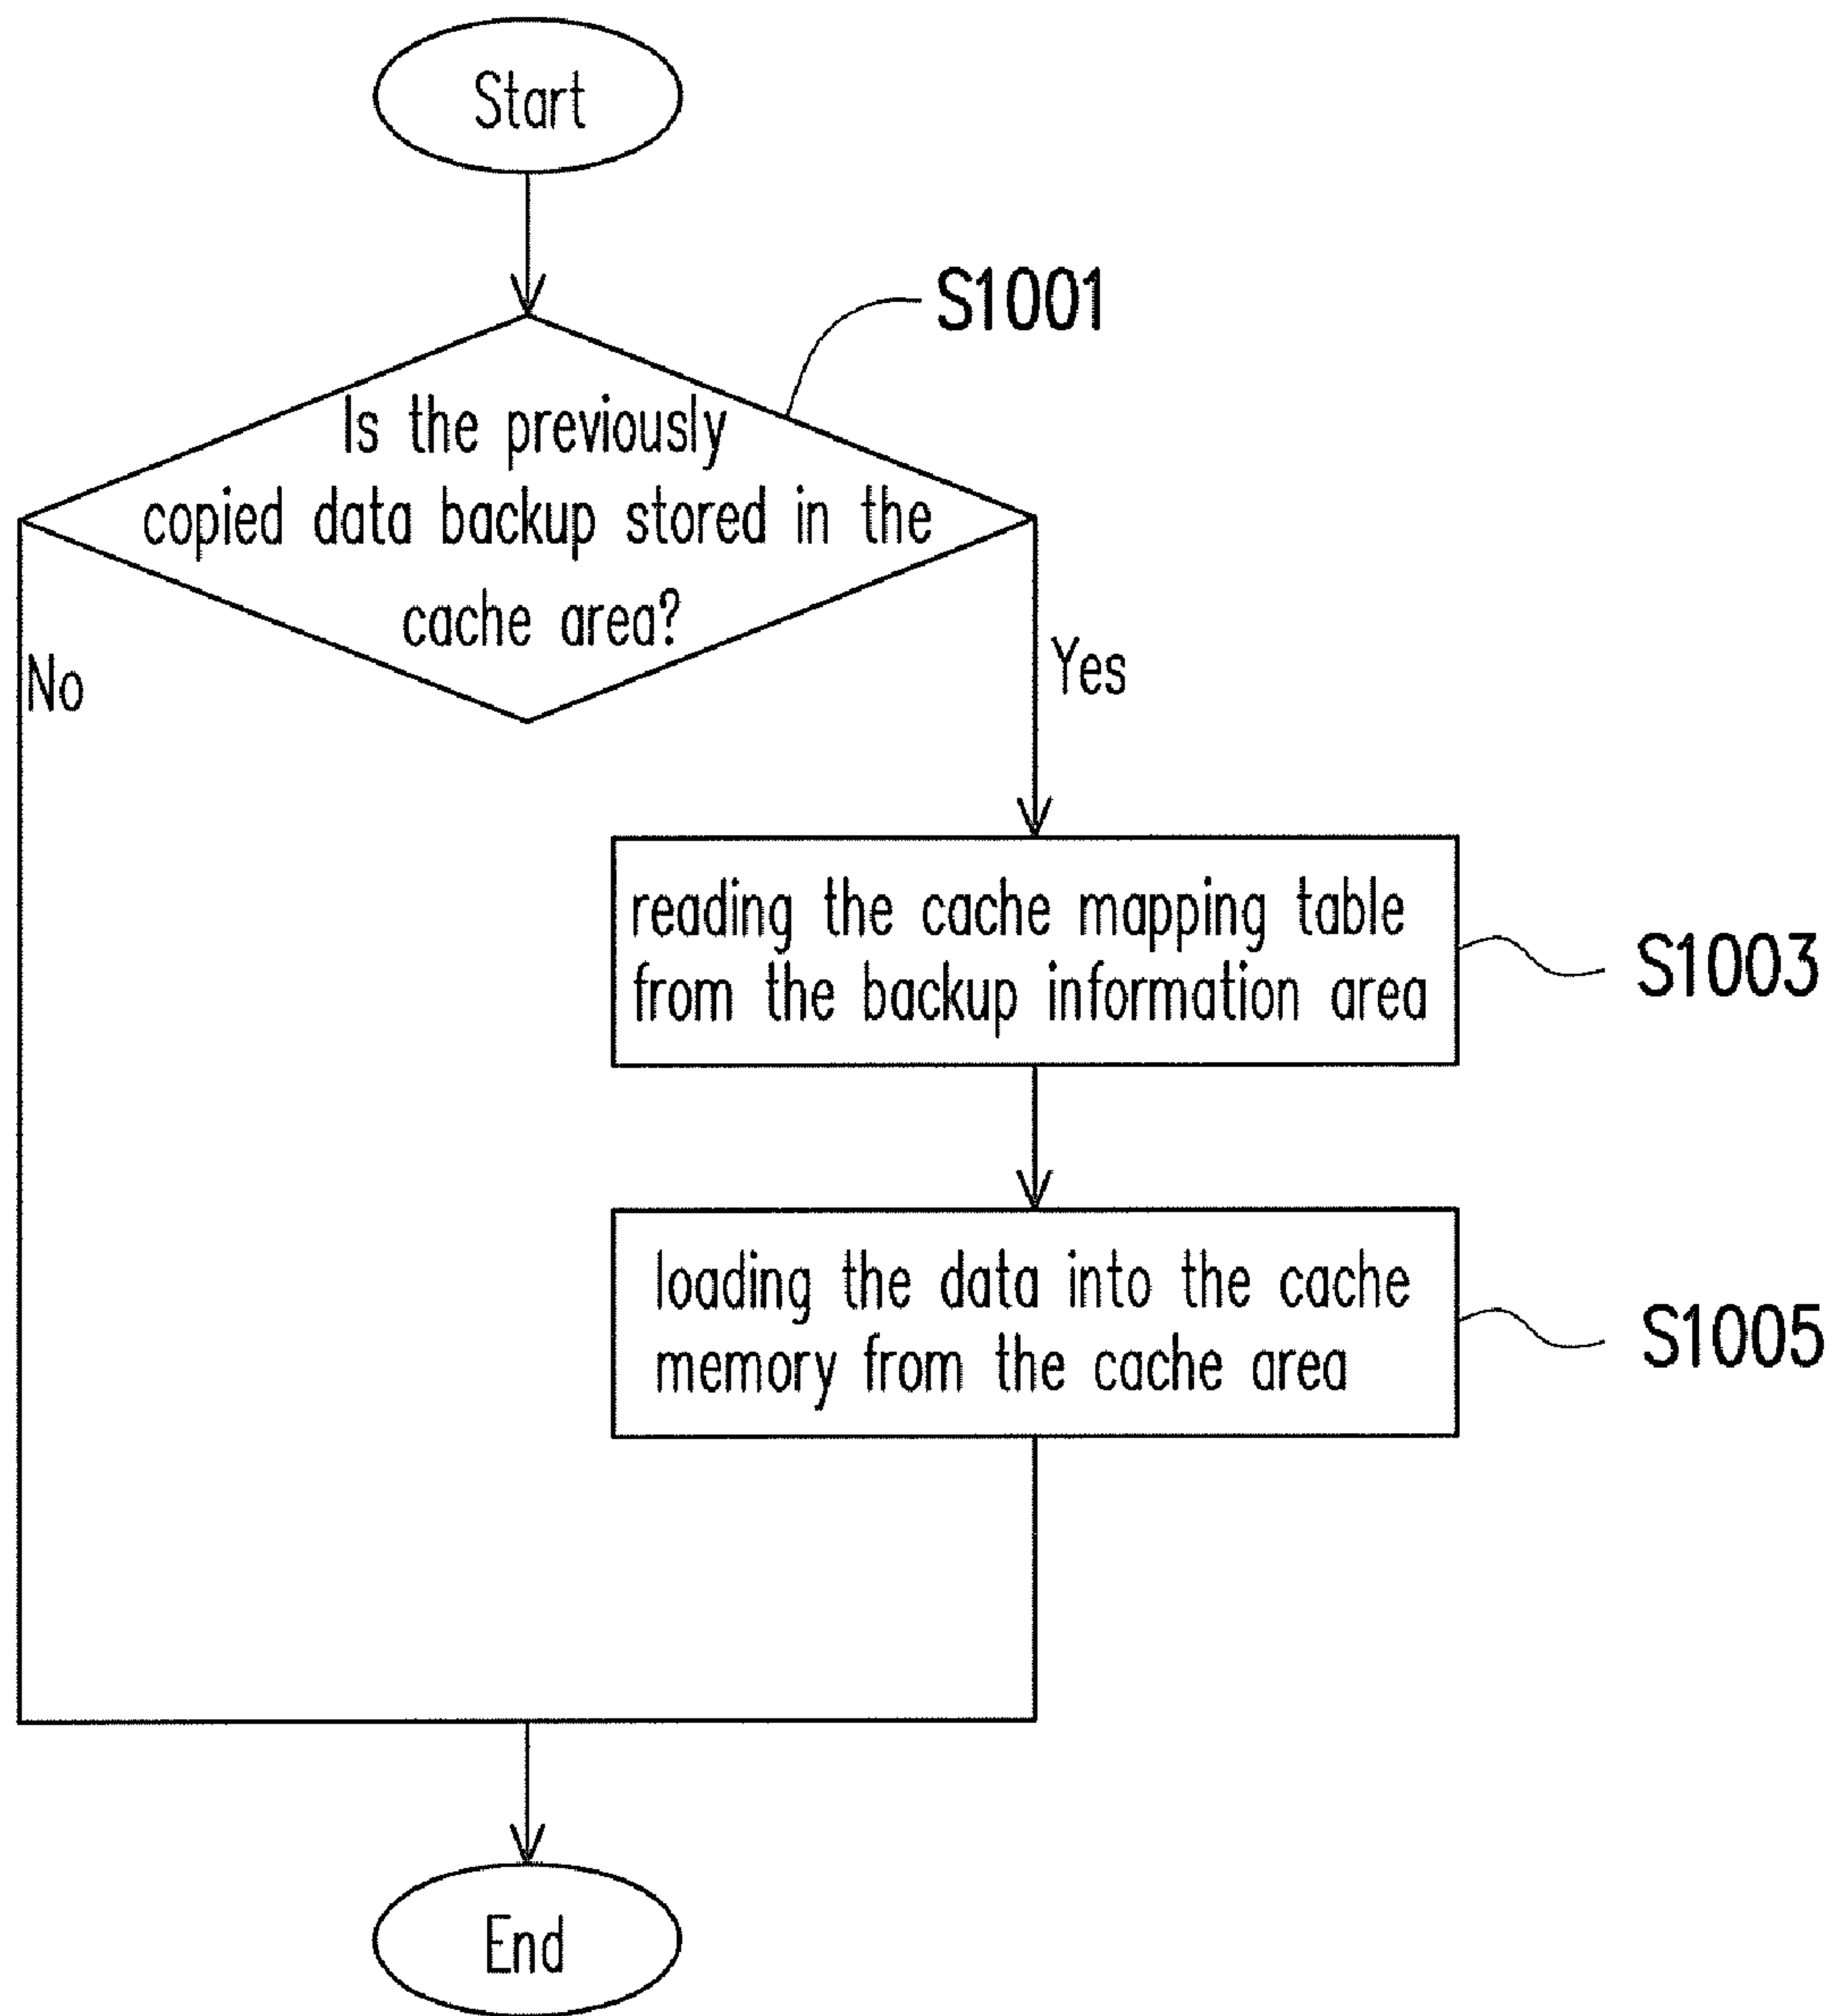 Start
S1001
Is the previously
copied data backup stored in the
cache area?
No
Yes
reading the cache mapping table
from the backup information area
S1003
loading the data into the cache
memory from the cache area
S1005
End